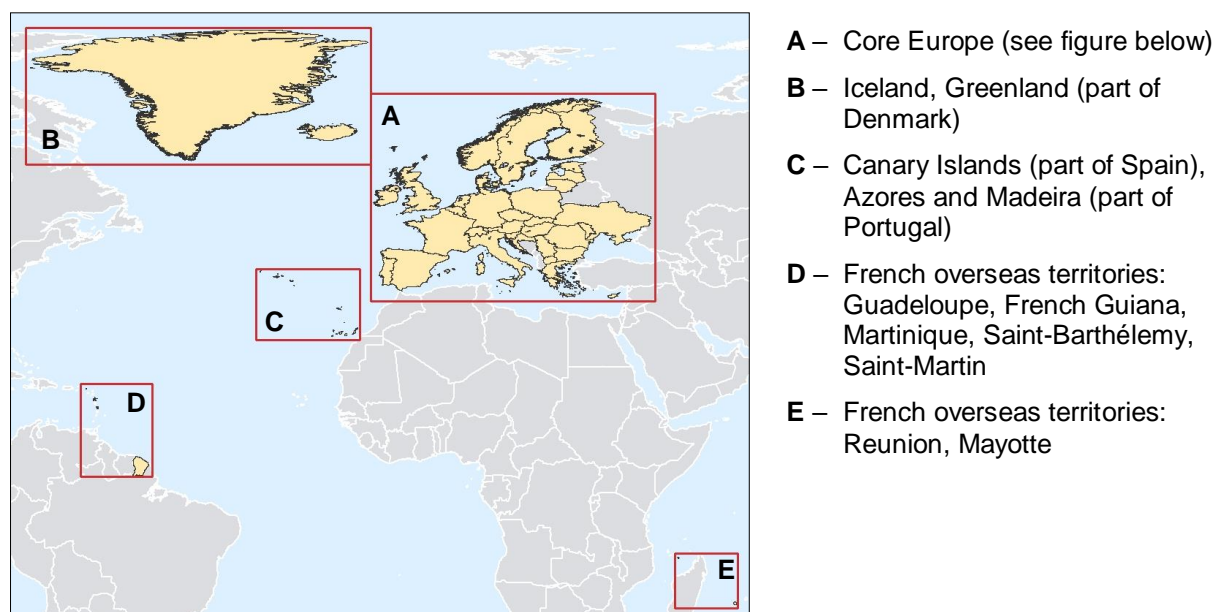 A – Core Europe (see figure below)
B – Iceland, Greenland (part of
Denmark)
C – Canary Islands (part of Spain),
Azores and Madeira (part of
Portugal)
D – French overseas territories:
Guadeloupe, French Guiana,
Martinique, Saint-Barthélemy,
Saint-Martin
E – French overseas territories:
Reunion, Mayotte
A
B
C
D
E